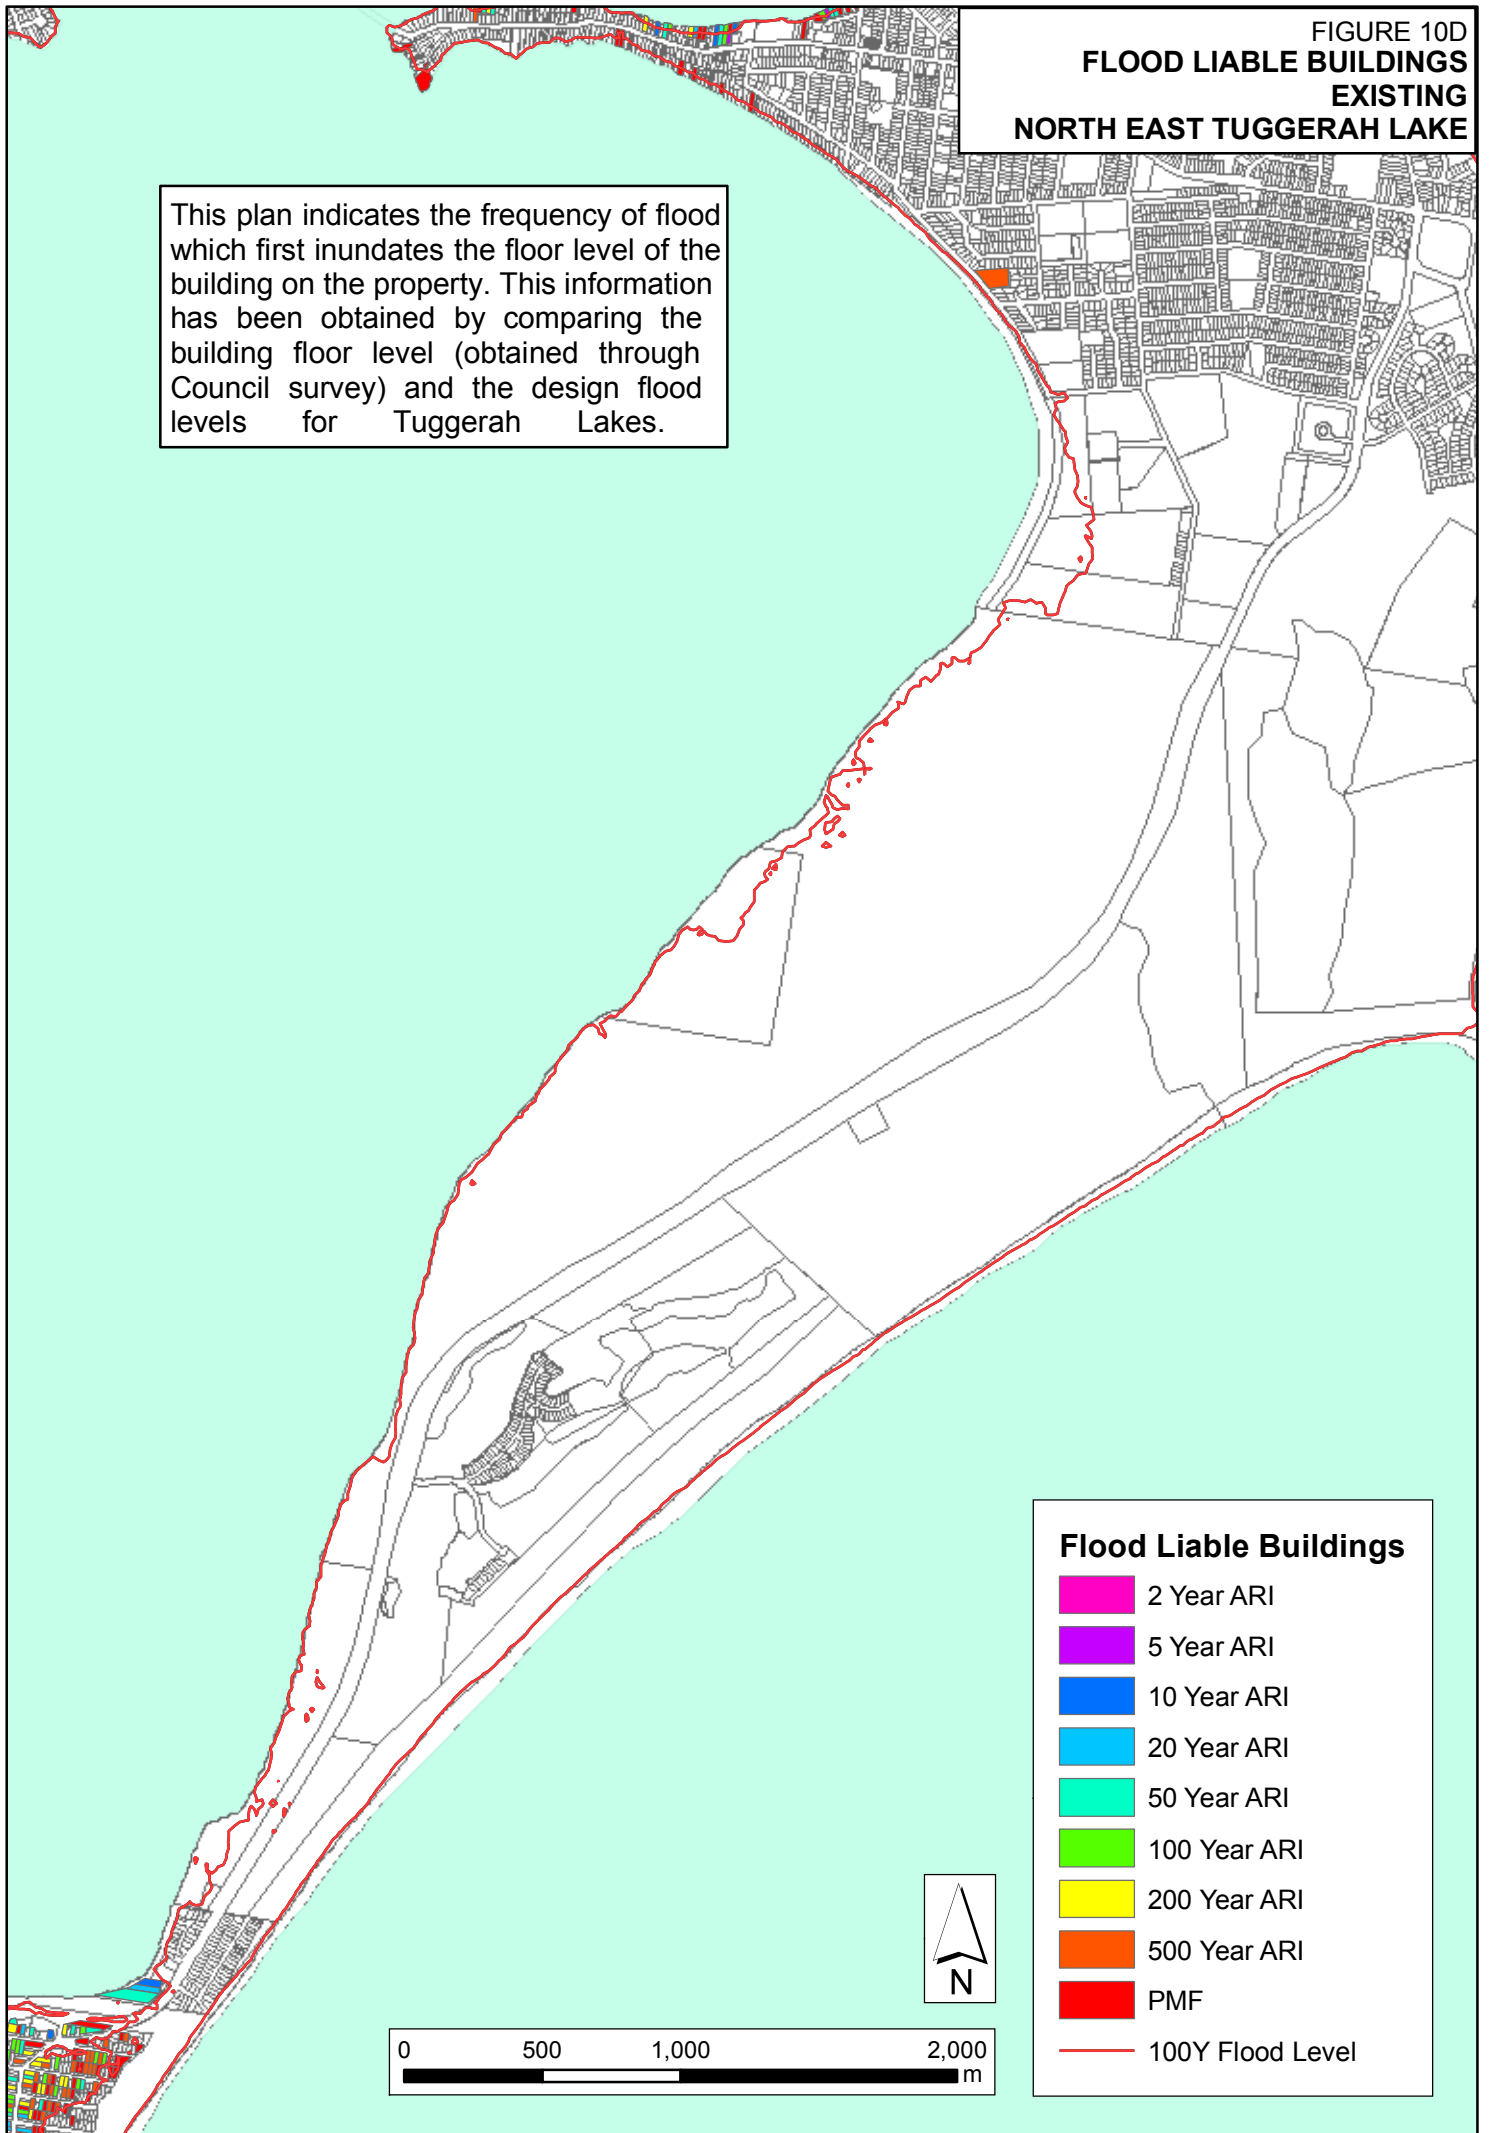 FIGURE 10D
FLOOD LIABLE BUILDINGS
EXISTING
NORTH EAST TUGGERAH LAKE
This plan indicates the frequency of flood
which first inundates the floor level of the
building on the property. This information
has been obtained by comparing the
building floor level (obtained through
Council survey) and the design flood
levels for Tuggerah Lakes.
Flood Liable Buildings
2 Year ARI
5 Year ARI
10 Year ARI
20 Year ARI
50 Year ARI
100 Year ARI
200 Year ARI
500 Year ARI
PMF
100Y Flood Level
N
0 500 1,000 2,000
m